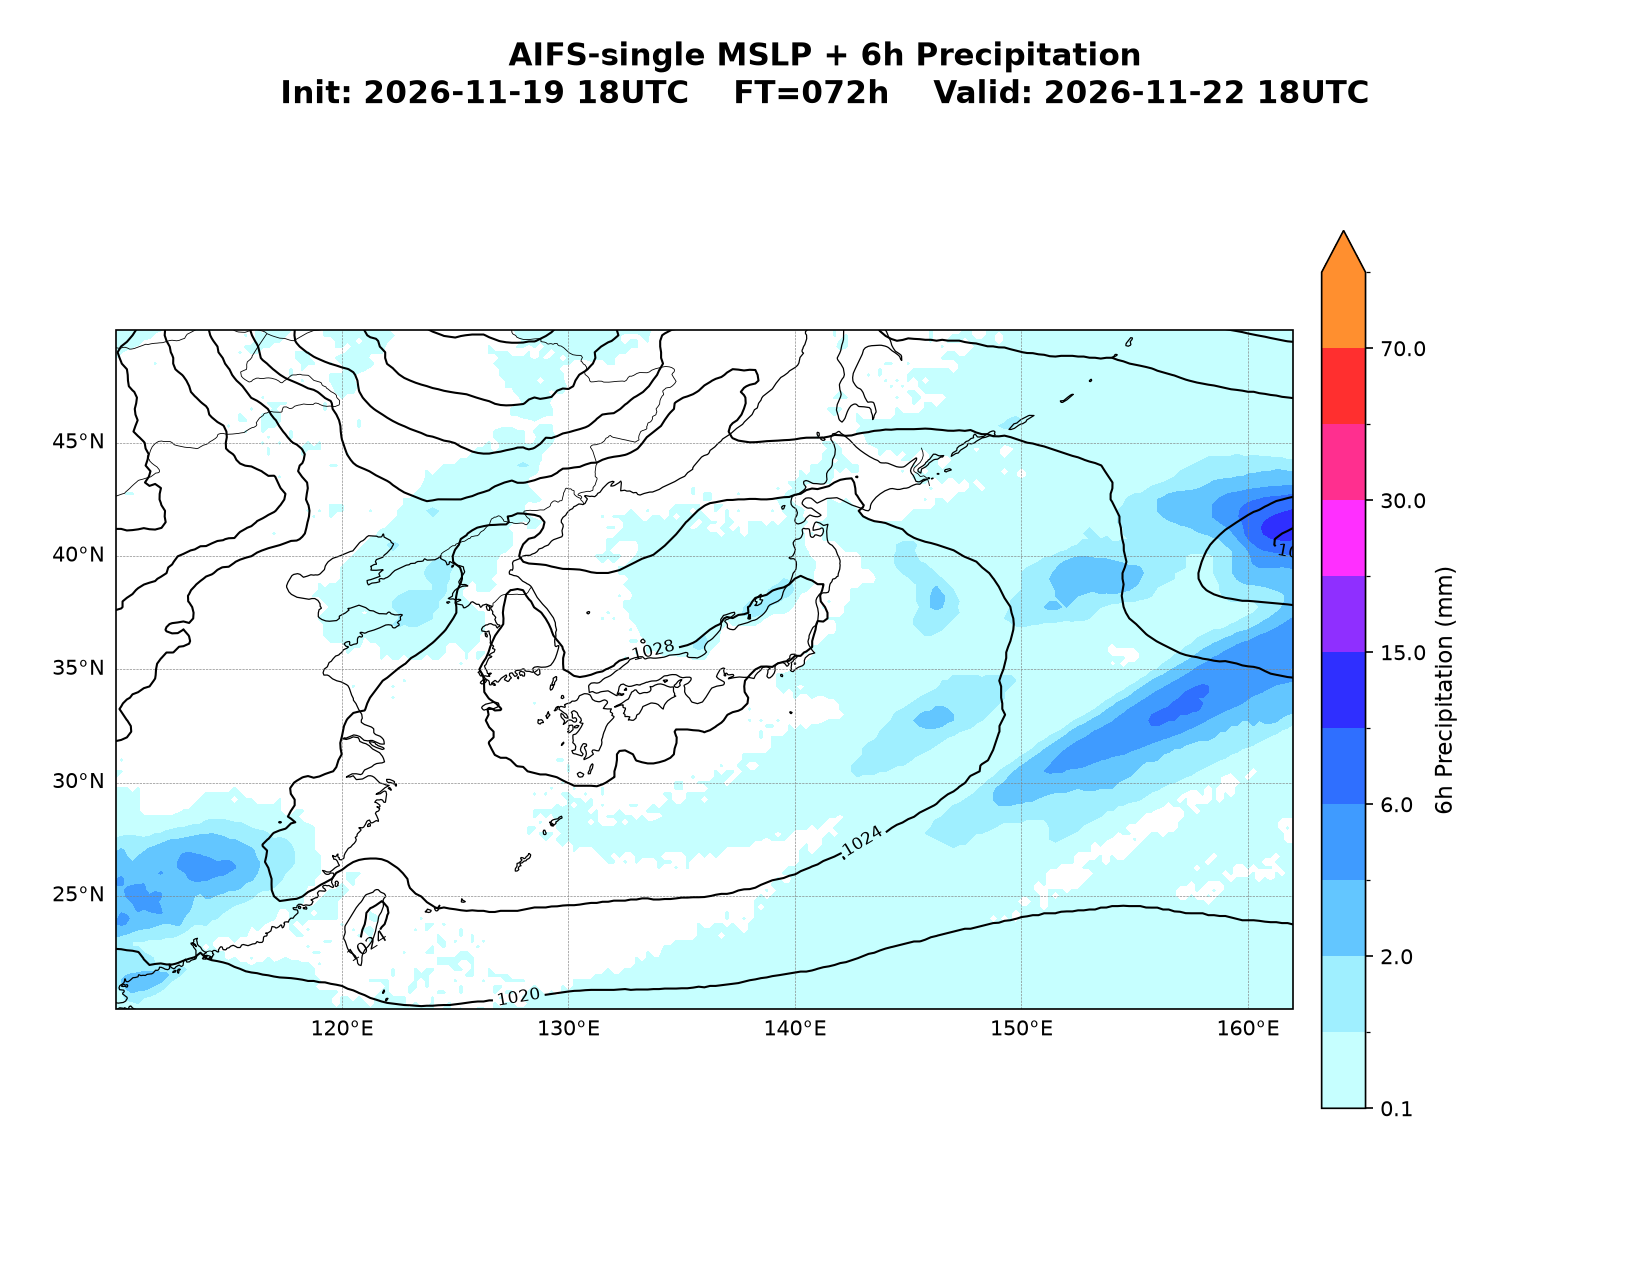 AIFS-single MSLP + 6h Precipitation
Init: 2026-11-19 18UTC    FT=072h    Valid: 2026-11-22 18UTC
70.0
30.0
15.0
6.0
2.0
0.1
6h Precipitation (mm)
45°N
40°N
35°N
30°N
25°N
1028
1024
1020
120°E
130°E
140°E
150°E
160°E